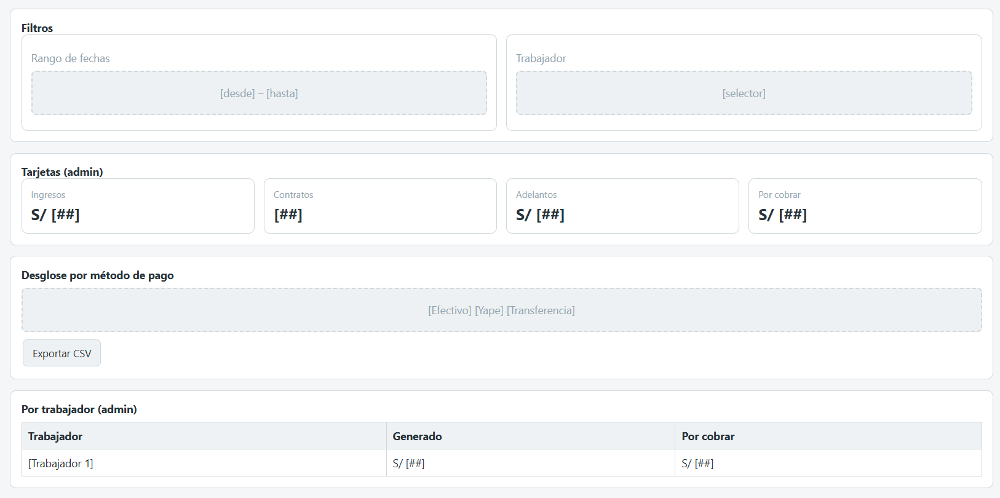 Filtros
Rango de fechas
[desde] – [hasta]
Trabajador
[selector]
Tarjetas (admin)
Ingresos
S/ [##]
Contratos
[##]
Adelantos
S/ [##]
Por cobrar
S/ [##]
Desglose por método de pago
[Efectivo] [Yape] [Transferencia]
Exportar CSV
Por trabajador (admin)
Trabajador Generado Por cobrar
[Trabajador 1] S/ [##] S/ [##]